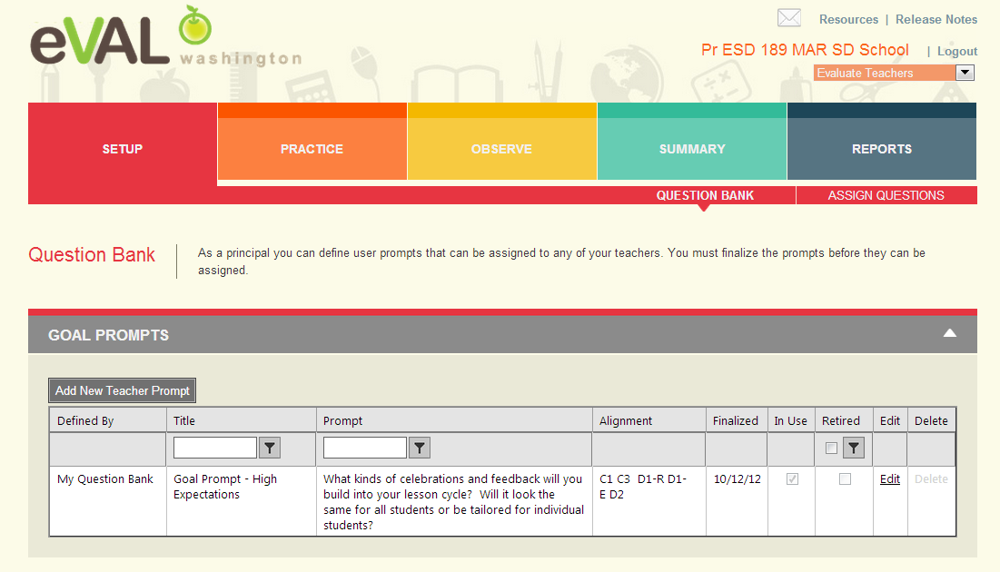 eVAL
washington
Resources | Release Notes
Pr ESD 189 MAR SD School | Logout
Evaluate Teachers
SETUP PRACTICE OBSERVE SUMMARY REPORTS
QUESTION BANK ASSIGN QUESTIONS
Question Bank
As a principal you can define user prompts that can be assigned to any of your teachers. You must finalize the prompts before they can be
assigned.
GOAL PROMPTS
Add New Teacher Prompt
Defined By Title Prompt Alignment Finalized In Use Retired Edit Delete
My Question Bank Goal Prompt - High What kinds of celebrations and feedback will you C1 C3 D1-R D1- 10/12/12 Edit Delete
Expectations build into your lesson cycle? Will it look the E D2
same for all students or be tailored for individual
students?